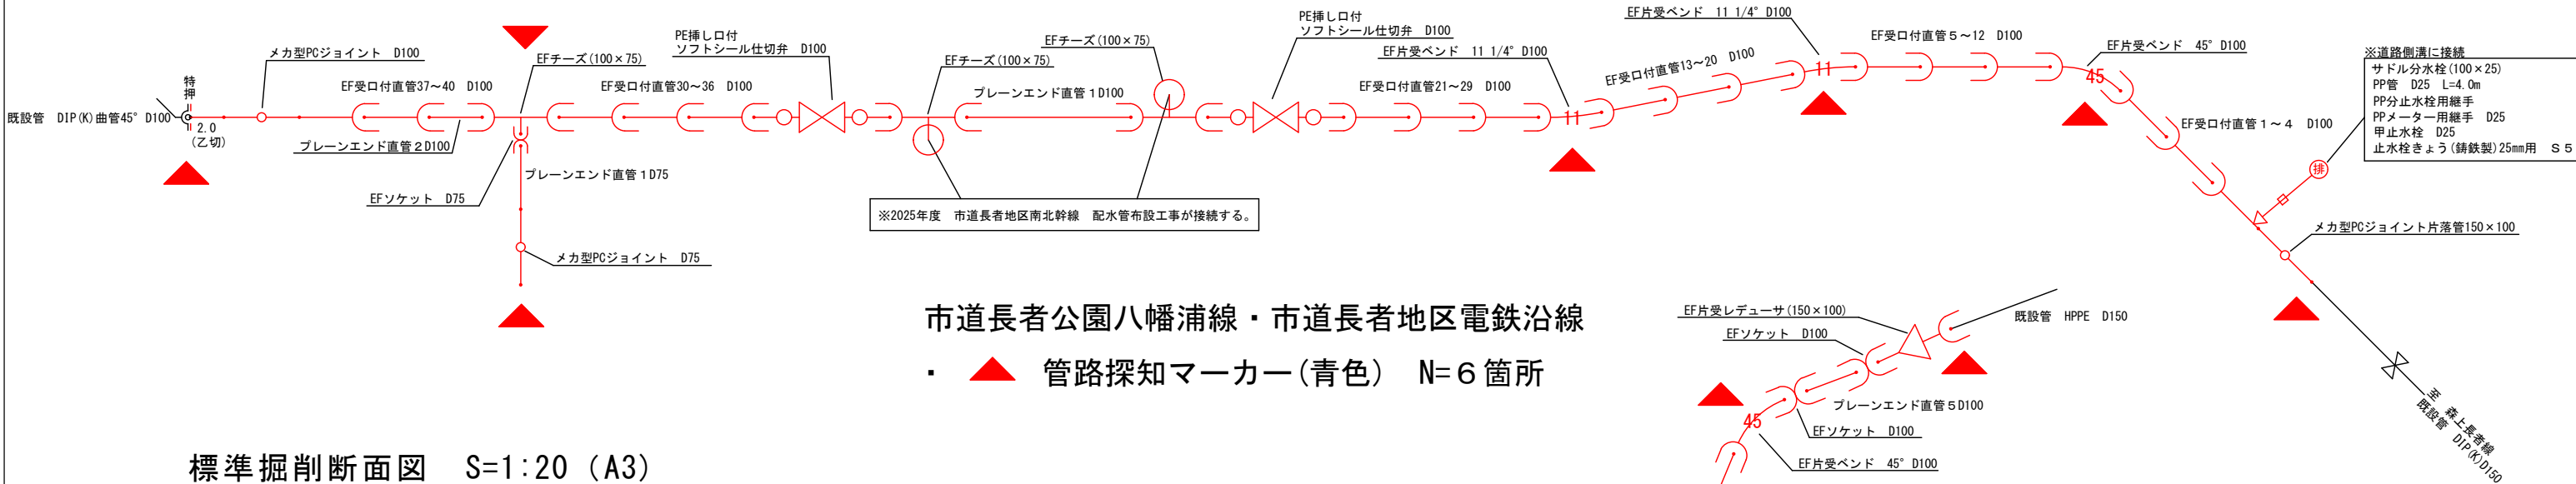 特押
2.0
(乙切)
既設管 DIP(K)曲管45° D100
メカ型PCジョイント D100
EF受口付直管37～40 D100
プレーンエンド直管２D100
EFチーズ(100×75)
EFソケット D75
プレーンエンド直管１D75
メカ型PCジョイント D75
EF受口付直管30～36 D100
PE挿し口付
ソフトシール仕切弁 D100
EFチーズ(100×75)
EFチーズ(100×75)
プレーンエンド直管１D100
※2025年度 市道長者地区南北幹線 配水管布設工事が接続する。
PE挿し口付
ソフトシール仕切弁 D100
EF受口付直管21～29 D100
EF片受ベンド 11 1/4° D100
11
EF受口付直管13～20 D100
EF片受ベンド 11 1/4° D100
11
EF受口付直管５～12 D100
EF片受ベンド 45° D100
45
EF受口付直管１～４ D100
※道路側溝に接続
サドル分水栓(100×25)
PP管 D25 L=4.0m
PP分止水栓用継手
PPメーター用継手 D25
甲止水栓 D25
止水栓きょう(鋳鉄製)25mm用 Ｓ５
排
メカ型PCジョイント片落管150×100
至 森上長者線
既設管 DIP(K)D150
市道長者公園八幡浦線・市道長者地区電鉄沿線
・ ▲ 管路探知マーカー(青色) N=６箇所
EF片受レデューサ(150×100)
EFソケット D100
既設管 HPPE D150
プレーンエンド直管５D100
EFソケット D100
45
EF片受ベンド 45° D100
標準掘削断面図 S=1:20 (A3)